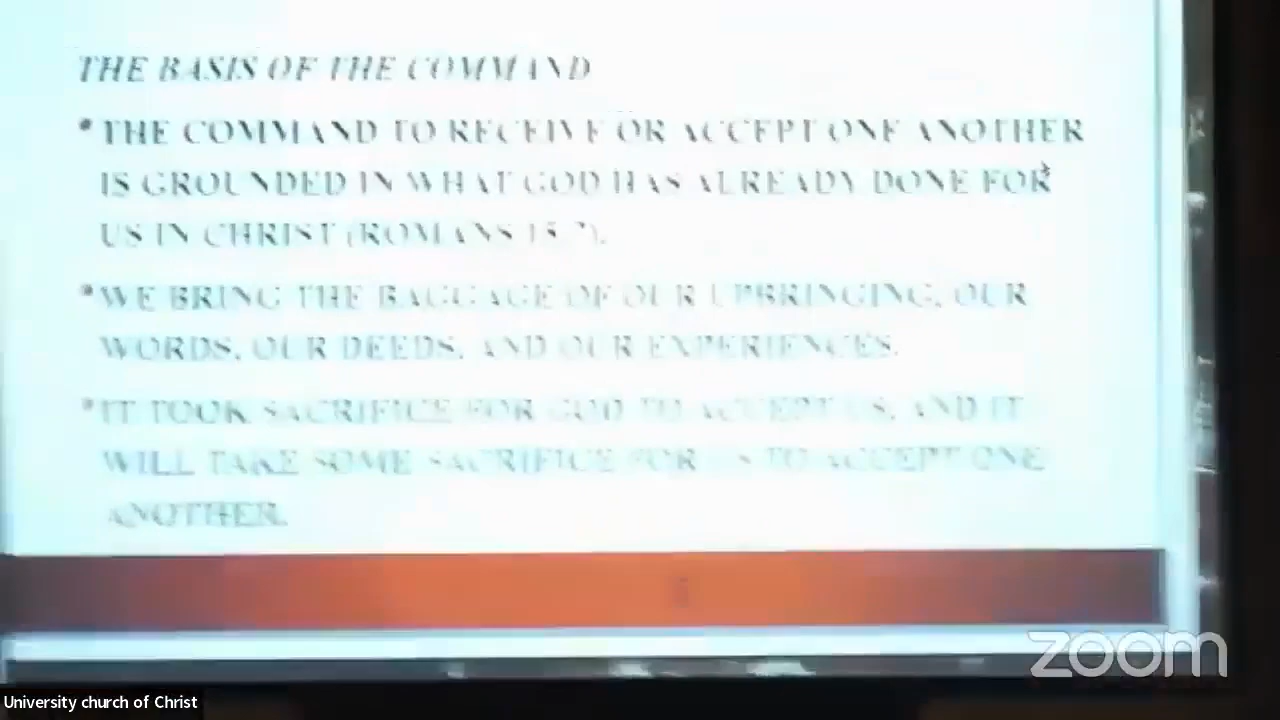 THE BASIS OF THE COMMAND
• THE COMMAND TO RECEIVE OR ACCEPT ONE ANOTHER
IS GROUNDED IN WHAT GOD HAS ALREADY DONE FOR
US IN CHRIST (ROMANS 15:7).
• WE BRING THE BAGGAGE OF OUR UPBRINGING, OUR
WORDS, OUR DEEDS, AND OUR EXPERIENCES.
• IT TOOK SACRIFICE FOR GOD TO ACCEPT US, AND IT
WILL TAKE SOME SACRIFICE FOR US TO ACCEPT ONE
ANOTHER.
zoom
University church of Christ